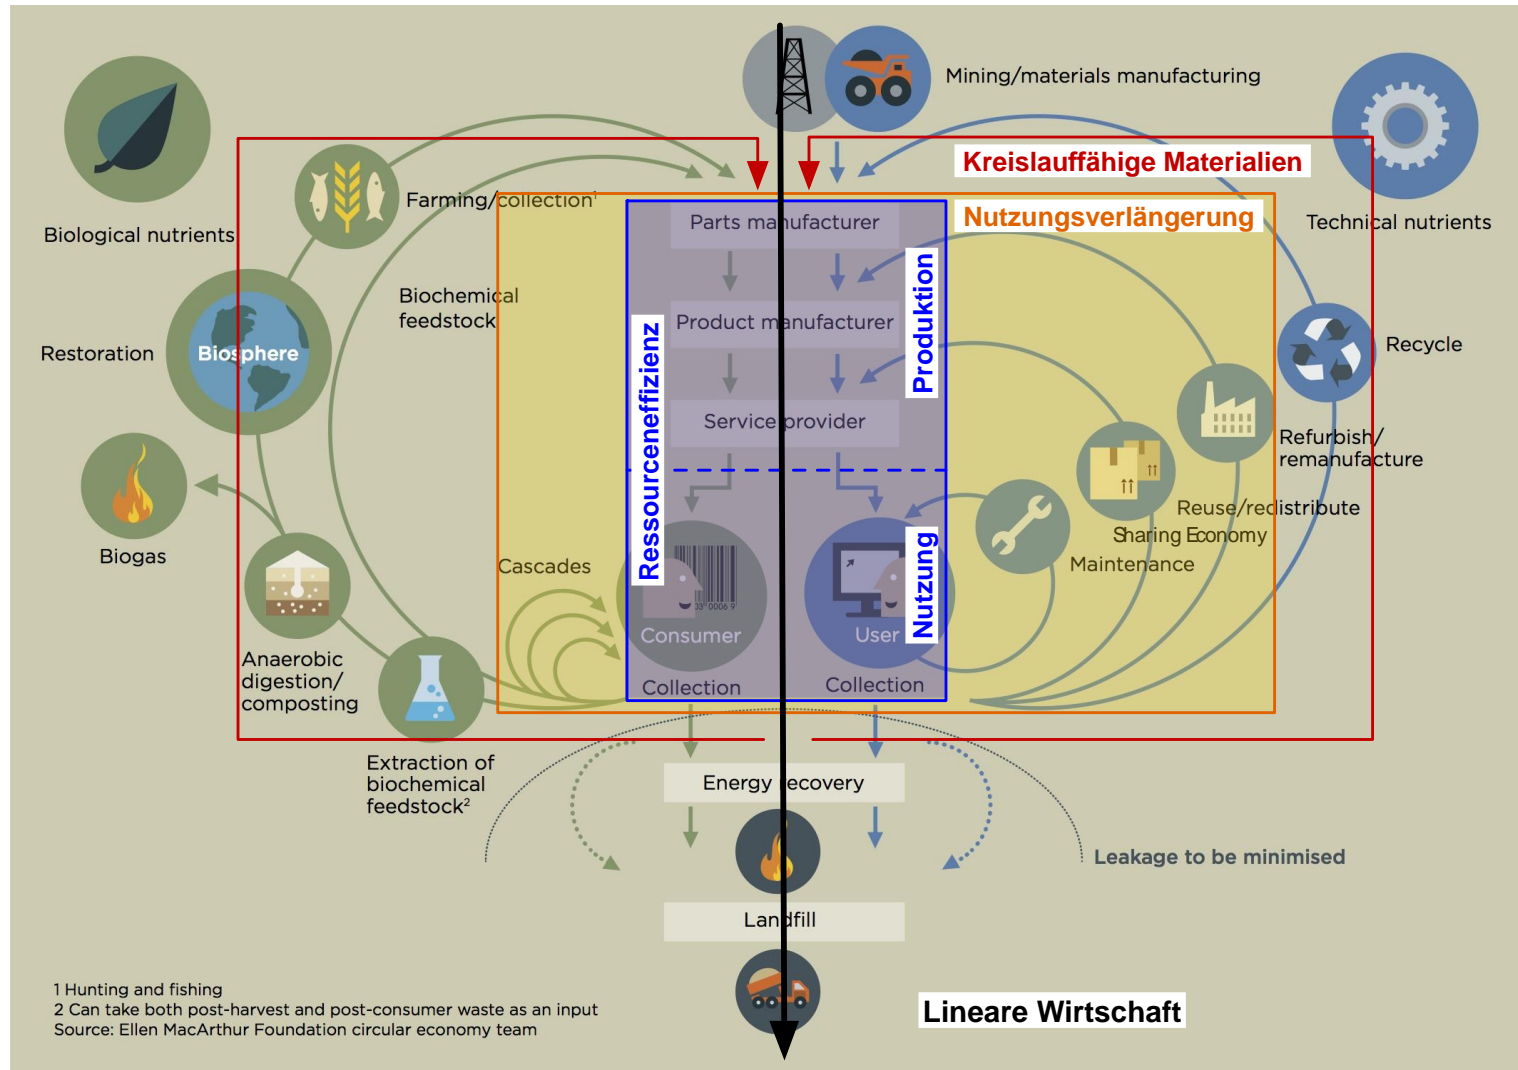 Mining/materials manufacturing
Kreislauffähige Materialien
Farming/collection¹
Nutzungsverlängerung
Parts manufacturer
Technical nutrients
Biological nutrients
Biochemical
feedstock
Produktion
Product manufacturer
Ressourceneffizienz
Restoration
Biosphere
Recycle
Service provider
Refurbish/
remanufacture
Reuse/redistribute
Sharing Economy
Biogas
Cascades
Maintenance
Nutzung
03 0006 9
Consumer
User
Anaerobic
digestion/
composting
Collection
Collection
Extraction of
biochemical
feedstock²
Energy recovery
Leakage to be minimised
Landfill
1 Hunting and fishing
2 Can take both post-harvest and post-consumer waste as an input
Source: Ellen MacArthur Foundation circular economy team
Lineare Wirtschaft